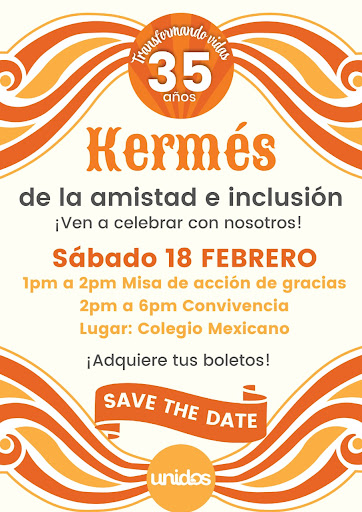 Transformando vidas
35
años
Kermés
de la amistad e inclusión
¡Ven a celebrar con nosotros!
Sábado 18 FEBRERO
1pm a 2pm Misa de acción de gracias
2pm a 6pm Convivencia
Lugar: Colegio Mexicano
¡Adquiere tus boletos!
SAVE THE DATE
unidos